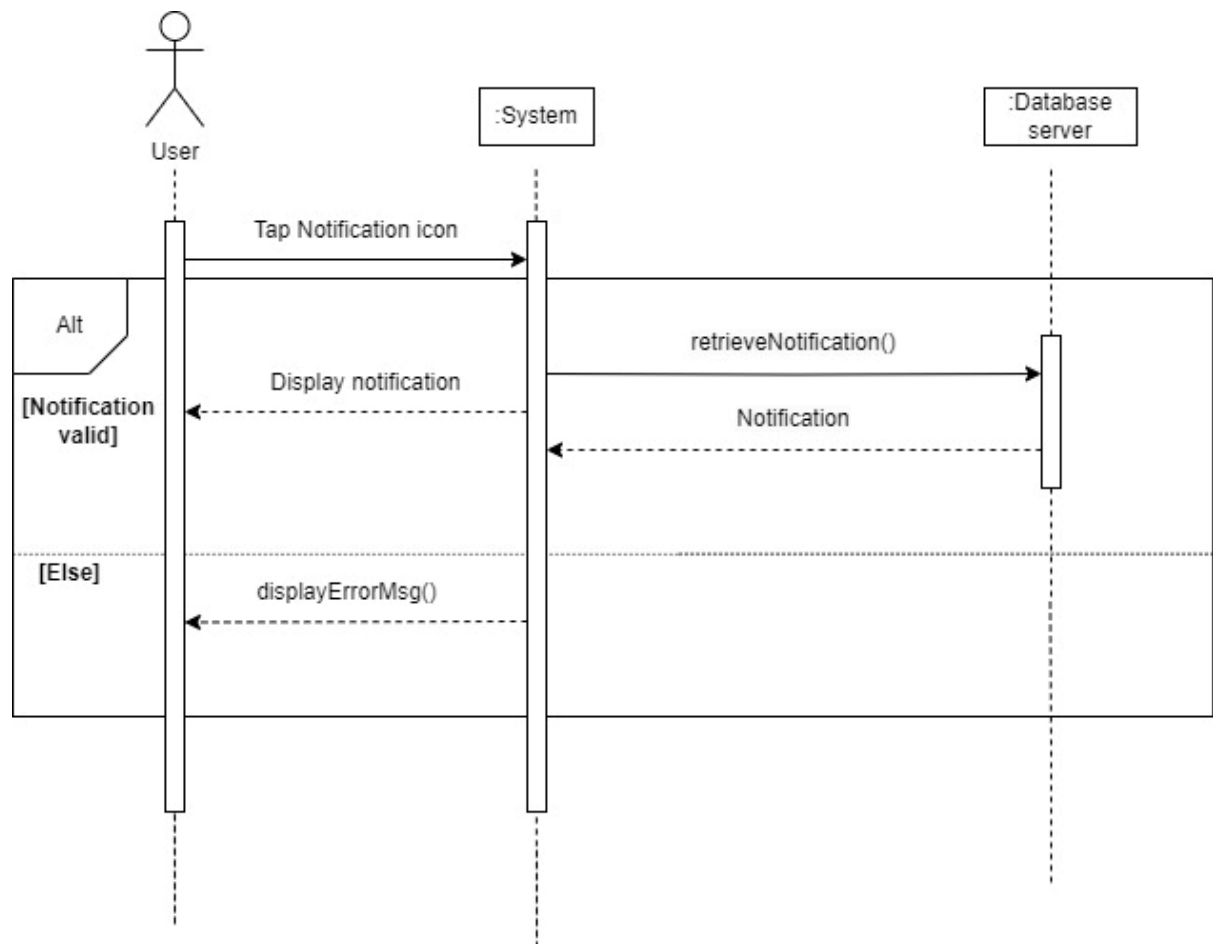 :System
:Database
server
User
Tap Notification icon
Alt
retrieveNotification()
Display notification
[Notification
valid]
Notification
[Else]
displayErrorMsg()